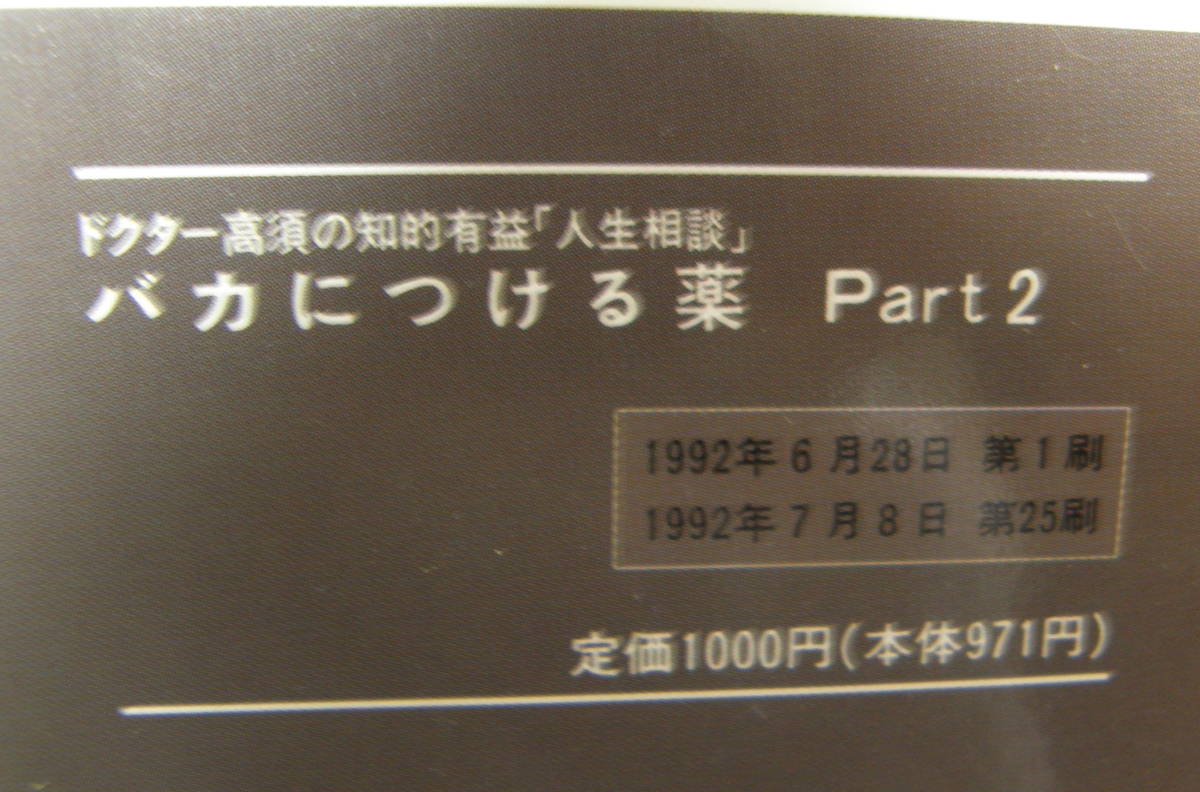 ドクター高須の知的有益「人生相談」
バカにつける薬 Part2
1992年6月28日 第1刷
1992年7月8日 第25刷
定価1000円(本体971円)